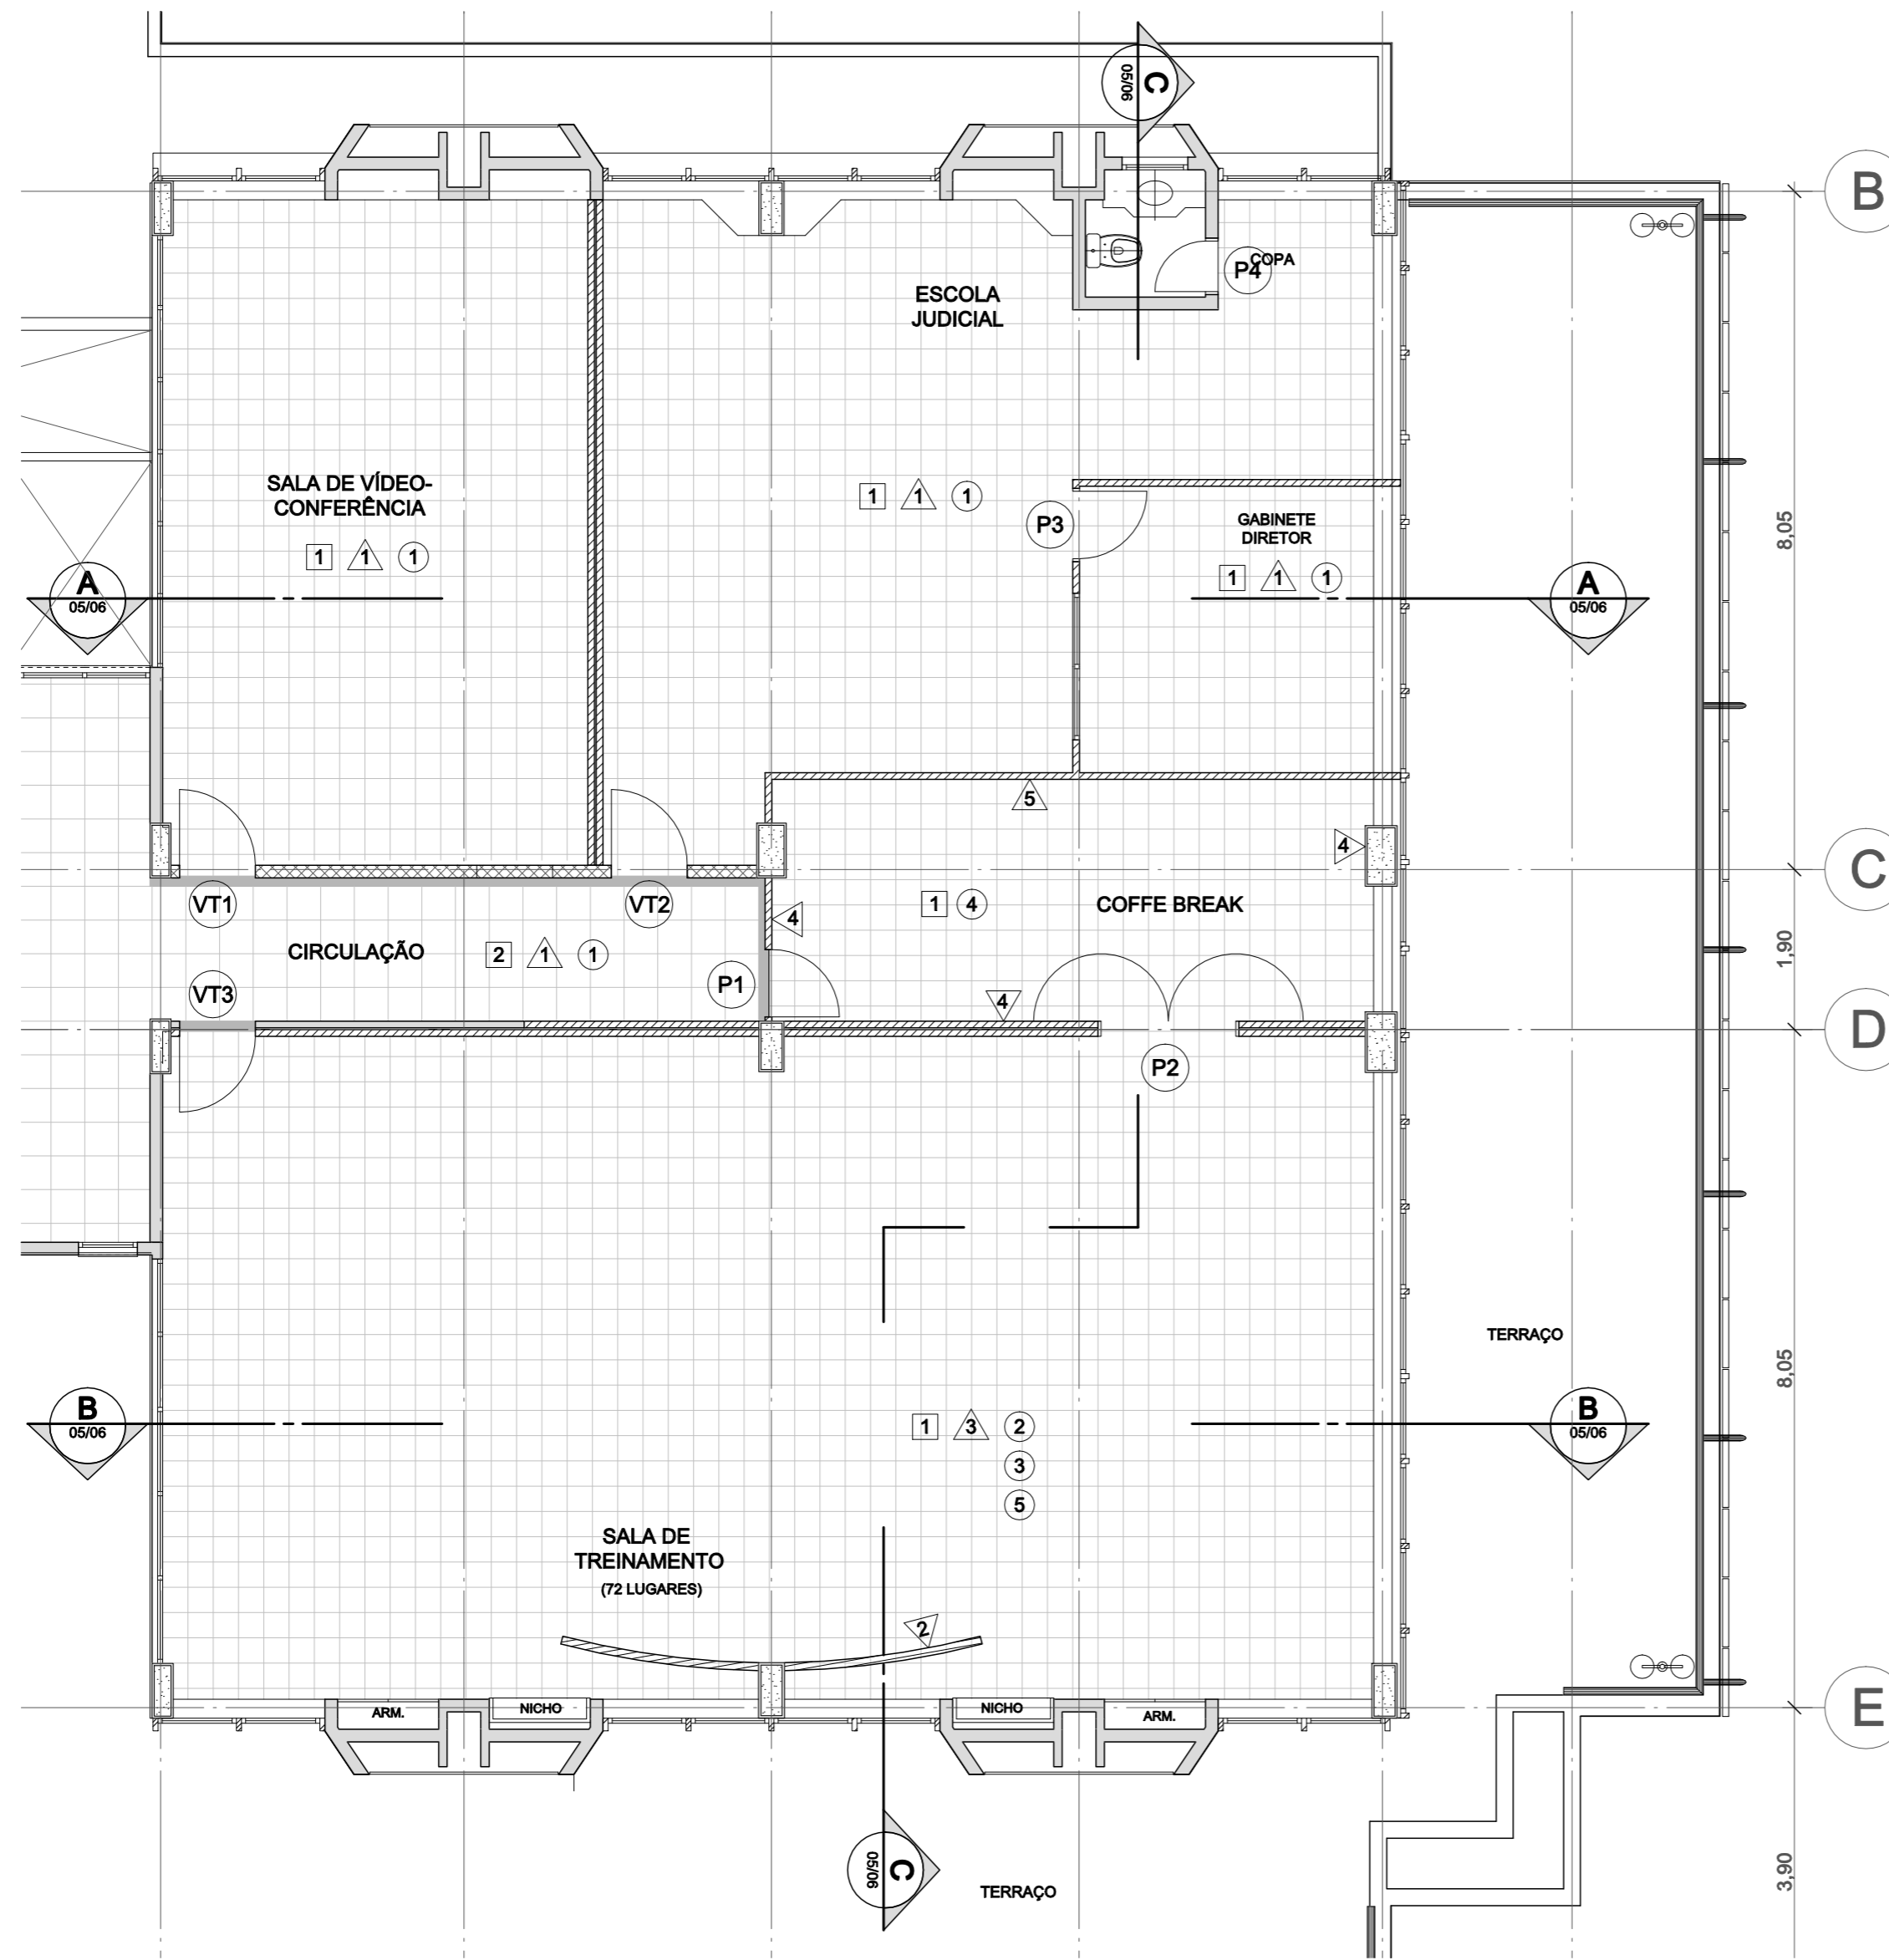 C
05/06
B
P4
COPA
ESCOLA
JUDICIAL
SALA DE VÍDEO-
CONFERÊNCIA
1 1 1
1 1 1
P3
GABINETE
DIRETOR
1 1 1
8,05
A
05/06
A
05/06
5
4
C
VT1
VT2
4
1 4
COFFE BREAK
CIRCULAÇÃO
2 1 1
1,90
VT3
P1
4
D
P2
TERRAÇO
8,05
B
05/06
1 3 2
3
5
B
05/06
SALA DE
TREINAMENTO
(72 LUGARES)
2
ARM.
NICHO
NICHO
ARM.
E
C
05/06
TERRAÇO
3,90